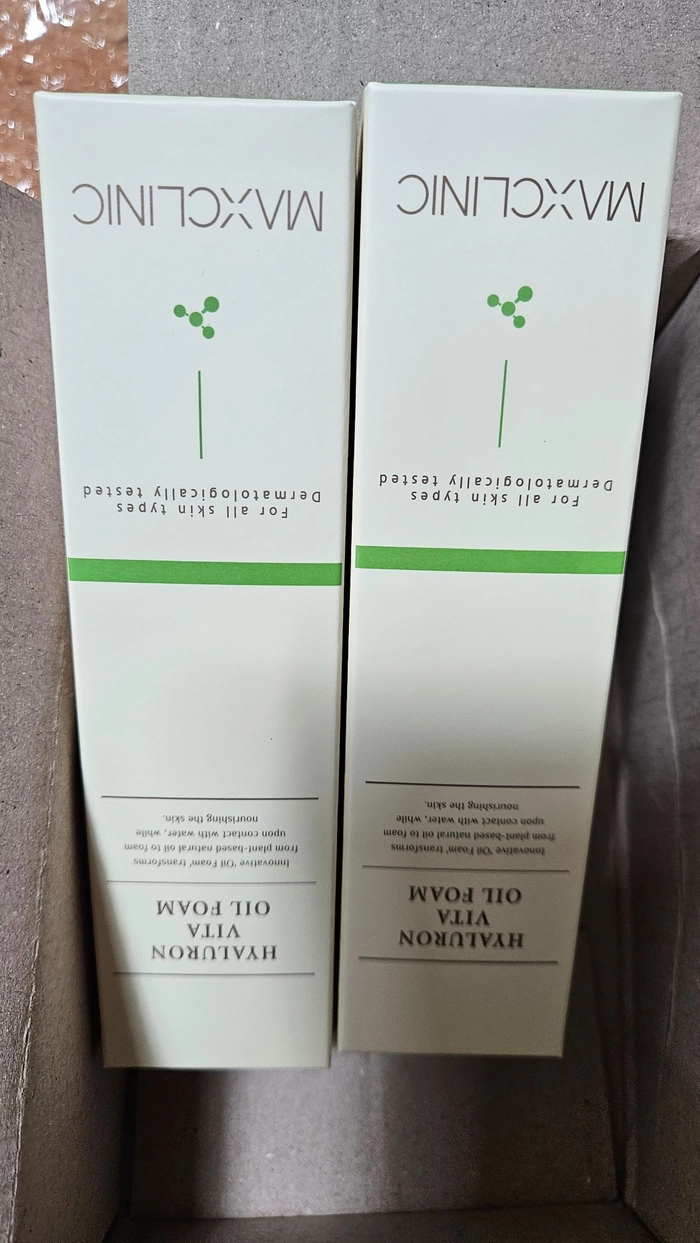 HYALURON
VITA
OIL FOAM
Innovative 'Oil Foam', transforms
from plant-based natural oil to foam
upon contact with water, while
nourishing the skin.
For all skin types
Dermatologically tested
MAXCLINIC
HYALURON
VITA
OIL FOAM
Innovative 'Oil Foam', transforms
from plant-based natural oil to foam
upon contact with water, while
nourishing the skin.
For all skin types
Dermatologically tested
MAXCLINIC